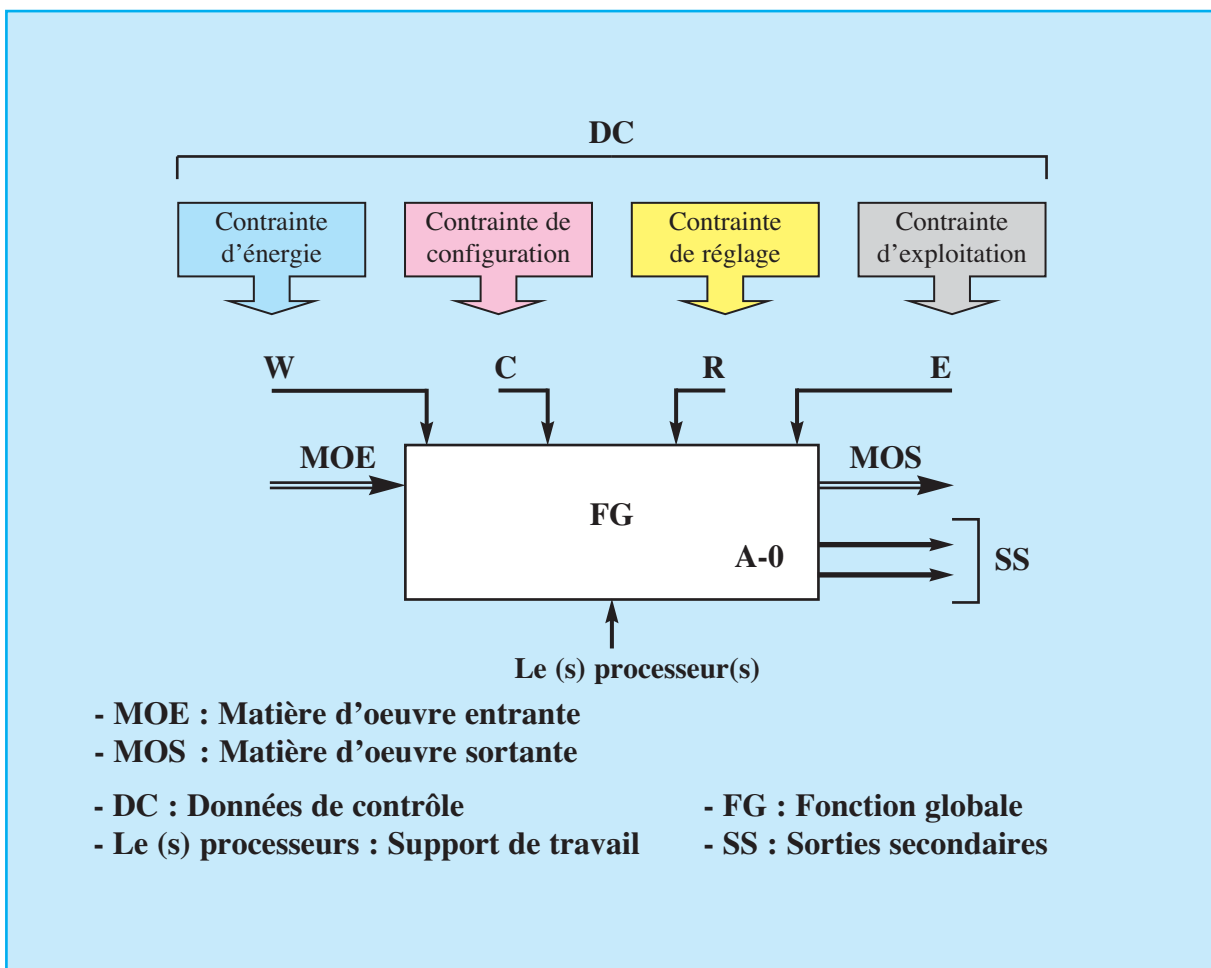 DC
Contrainte
d'énergie
Contrainte de
configuration
Contrainte
de réglage
Contrainte
d'exploitation
W
C
R
E
MOE
MOS
FG
A-0
SS
Le (s) processeur(s)
- MOE : Matière d'oeuvre entrante
- MOS : Matière d'oeuvre sortante
- DC : Données de contrôle
- FG : Fonction globale
- Le (s) processeurs : Support de travail
- SS : Sorties secondaires